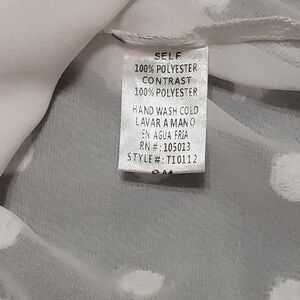 SELF
100% POLYESTER
CONTRAST
100% POLYESTER
HAND WASH COLD
LAVAR A MANO
EN AGUA FRIA
RN #: 105013
STYLE #: T10112